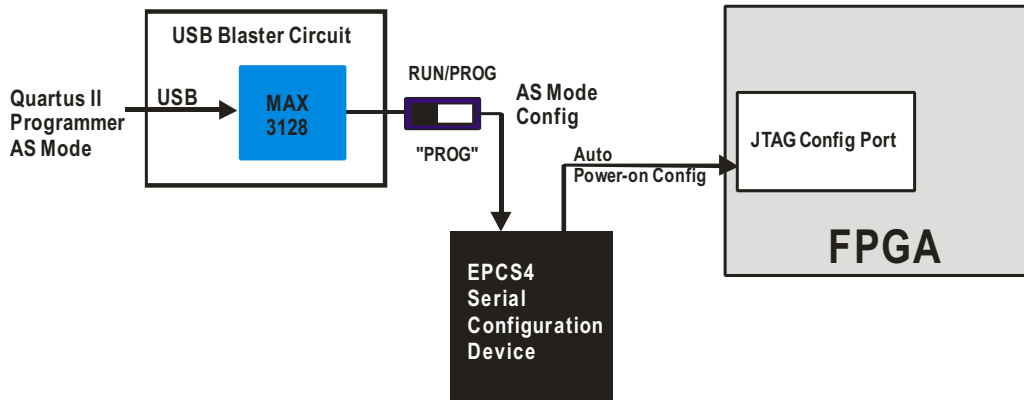 USB Blaster Circuit
Quartus II
Programmer
AS Mode
USB
MAX
3128
RUN/PROG
"PROG"
AS Mode
Config
Auto
Power-on Config
JTAG Config Port
FPGA
EPCS4
Serial
Configuration
Device